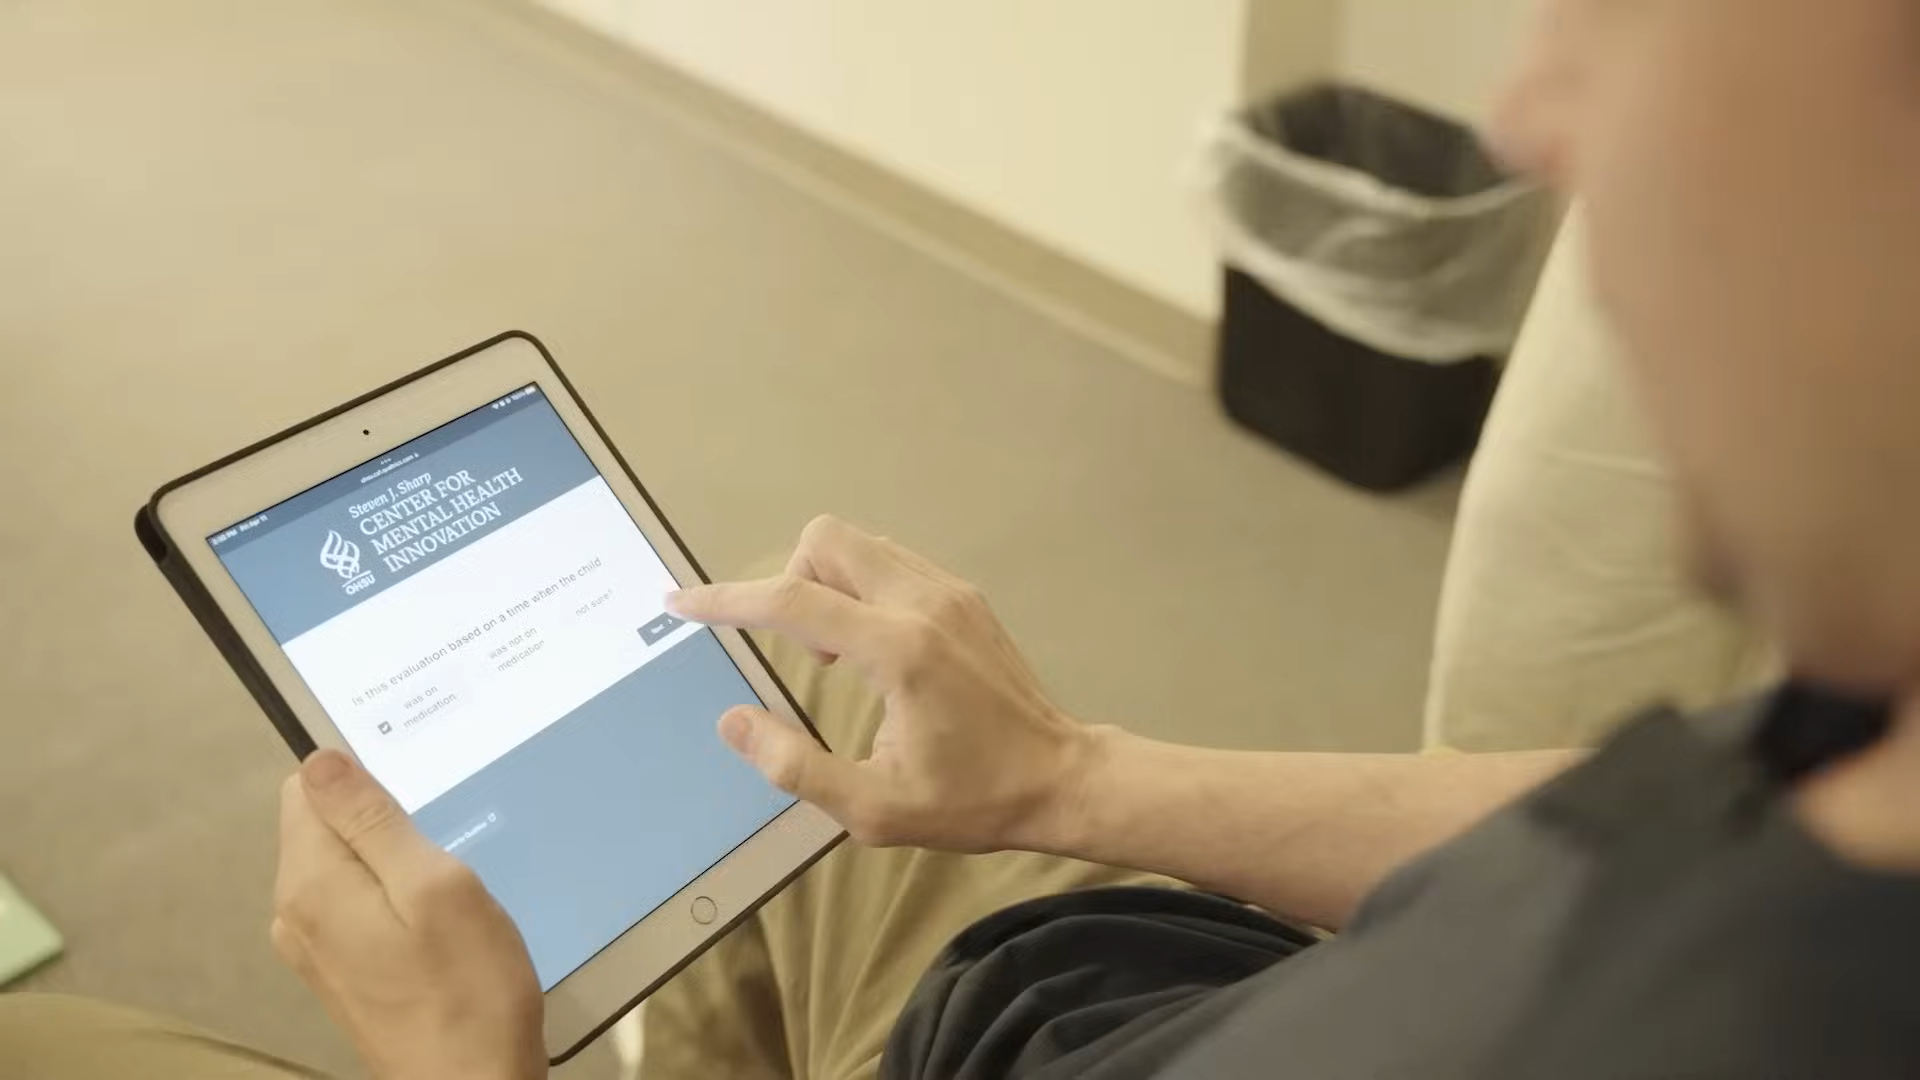 Steven J. Sharp
CENTER FOR
MENTAL HEALTH
INNOVATION
OHSU
Is this evaluation based on a time when the child
was on
medication
was not on
medication
not sure?
Next